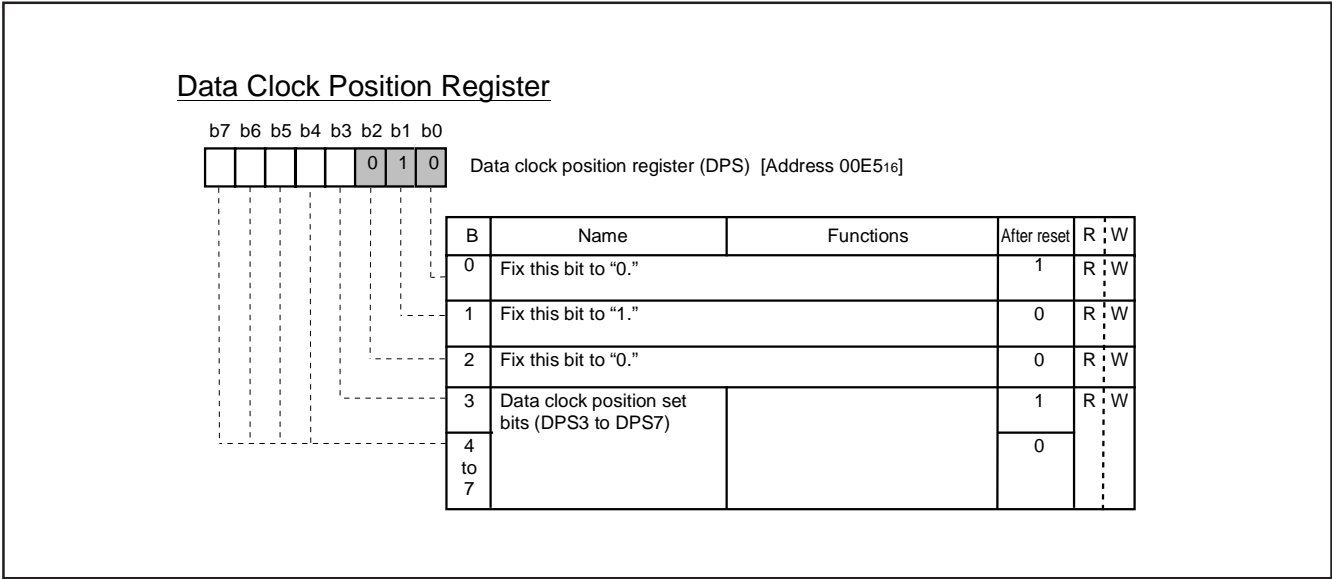 Data Clock Position Register
b7 b6 b5 b4 b3 b2 b1 b0
0 1 0
Data clock position register (DPS) [Address 00E516]
B Name Functions After reset R W
0 Fix this bit to “0.” 1 R W
1 Fix this bit to “1.” 0 R W
2 Fix this bit to “0.” 0 R W
3 Data clock position set 1 R W
bits (DPS3 to DPS7)
4 0
to
7